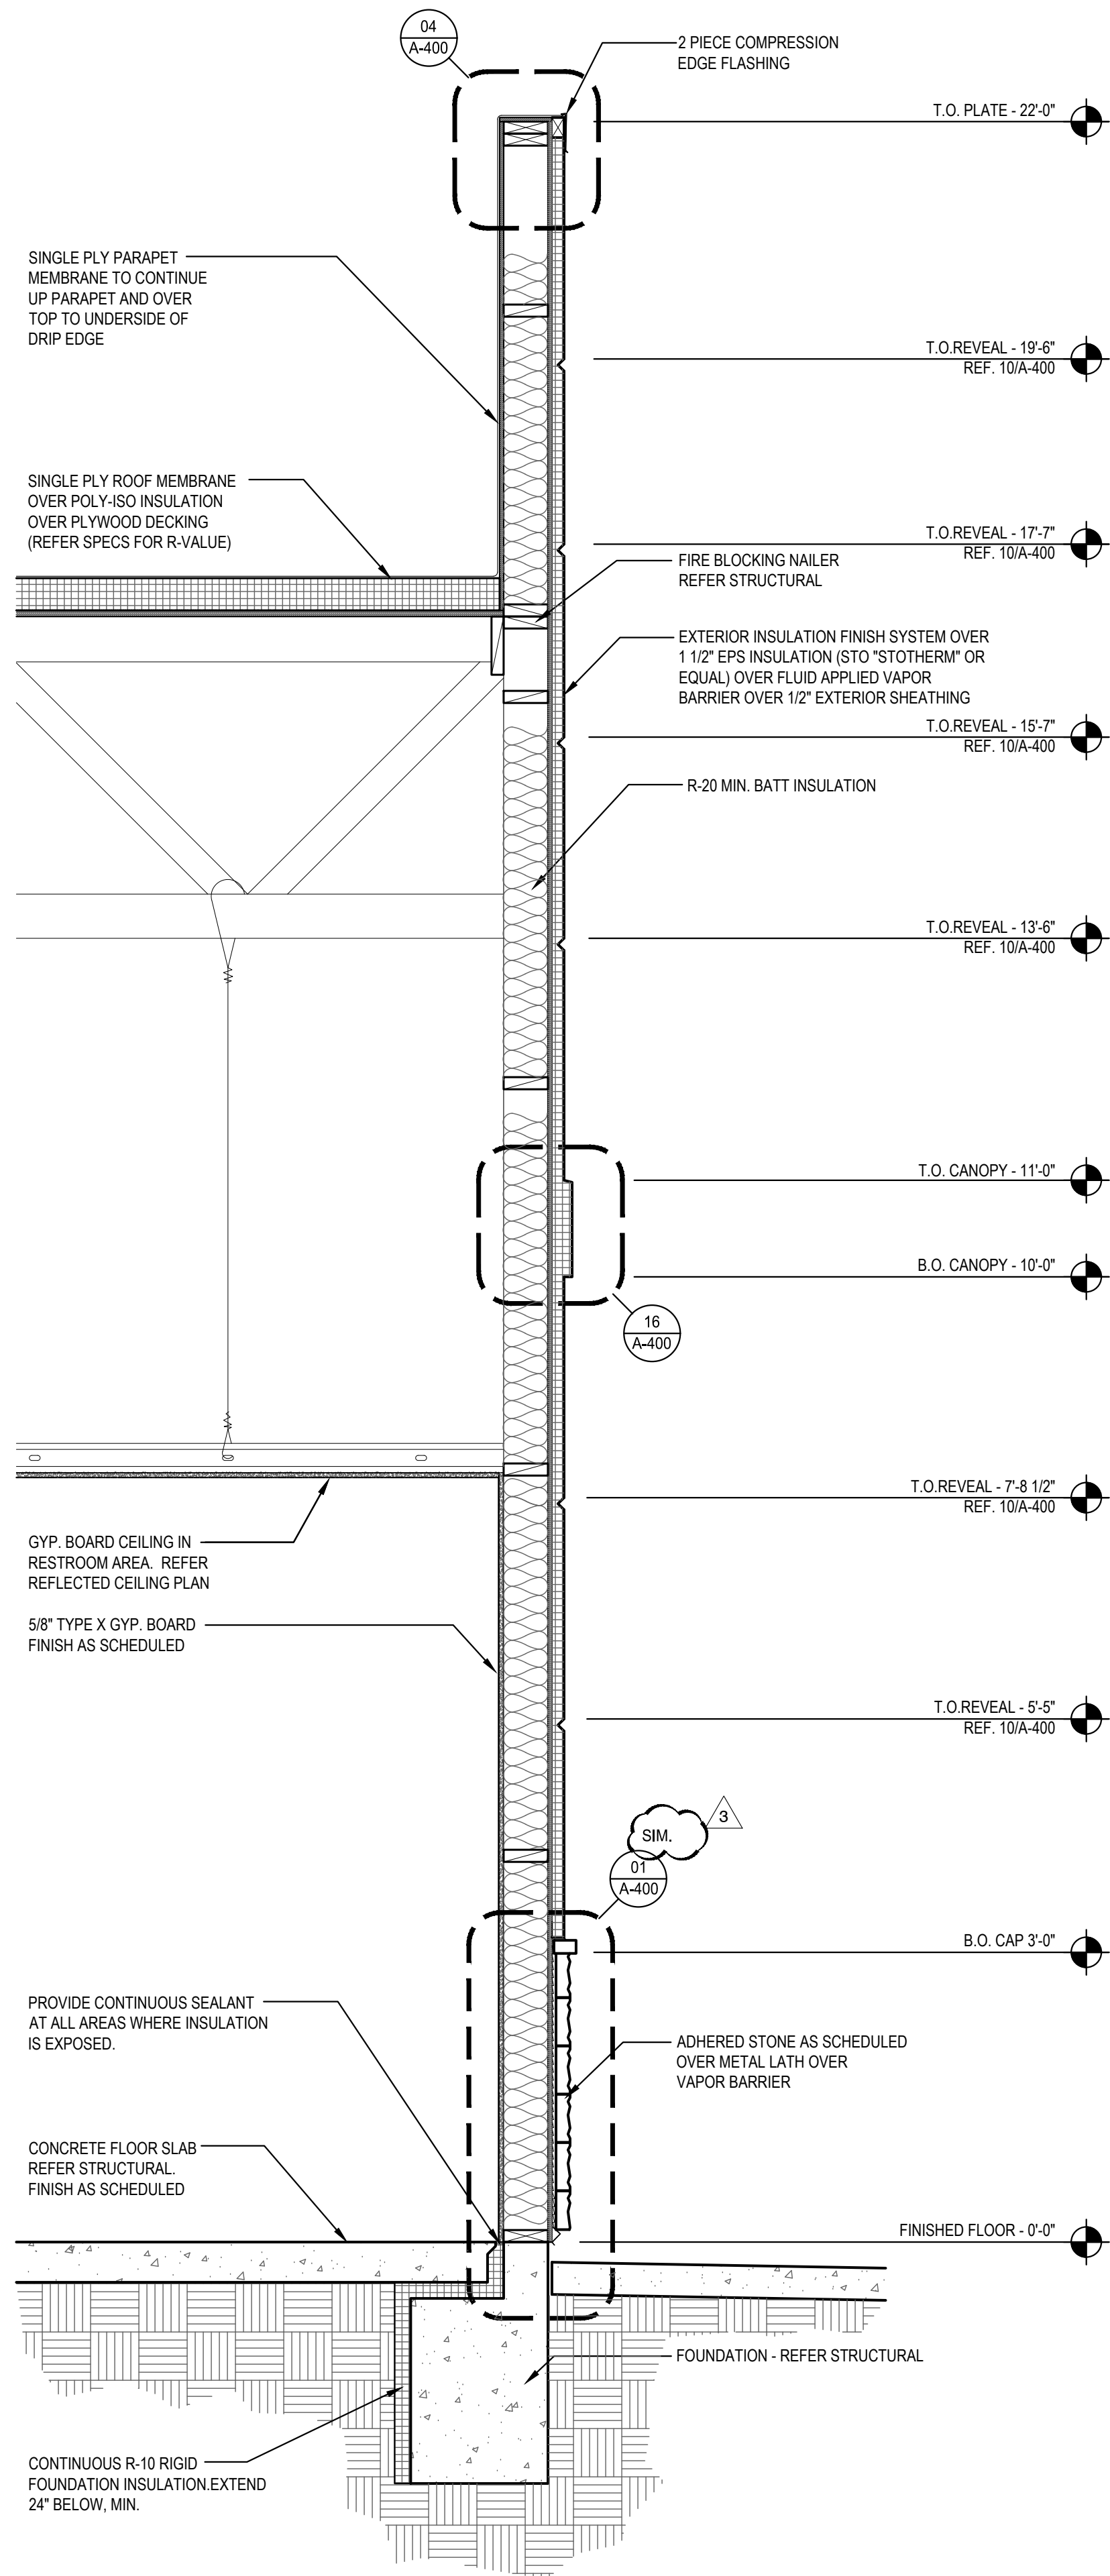 04
A-400
2 PIECE COMPRESSION
EDGE FLASHING
T.O. PLATE - 22'-0"
SINGLE PLY PARAPET
MEMBRANE TO CONTINUE
UP PARAPET AND OVER
TOP TO UNDERSIDE OF
DRIP EDGE
T.O.REVEAL - 19'-6"
REF. 10/A-400
SINGLE PLY ROOF MEMBRANE
OVER POLY-ISO INSULATION
OVER PLYWOOD DECKING
(REFER SPECS FOR R-VALUE)
T.O.REVEAL - 17'-7"
REF. 10/A-400
FIRE BLOCKING NAILER
REFER STRUCTURAL
EXTERIOR INSULATION FINISH SYSTEM OVER
1 1/2" EPS INSULATION (STO "STOTHERM" OR
EQUAL) OVER FLUID APPLIED VAPOR
BARRIER OVER 1/2" EXTERIOR SHEATHING
T.O.REVEAL - 15'-7"
REF. 10/A-400
R-20 MIN. BATT INSULATION
T.O.REVEAL - 13'-6"
REF. 10/A-400
T.O. CANOPY - 11'-0"
B.O. CANOPY - 10'-0"
16
A-400
T.O.REVEAL - 7'-8 1/2"
REF. 10/A-400
GYP. BOARD CEILING IN
RESTROOM AREA. REFER
REFLECTED CEILING PLAN
5/8" TYPE X GYP. BOARD
FINISH AS SCHEDULED
T.O.REVEAL - 5'-5"
REF. 10/A-400
3
SIM.
01
A-400
B.O. CAP 3'-0"
PROVIDE CONTINUOUS SEALANT
AT ALL AREAS WHERE INSULATION
IS EXPOSED.
ADHERED STONE AS SCHEDULED
OVER METAL LATH OVER
VAPOR BARRIER
CONCRETE FLOOR SLAB
REFER STRUCTURAL.
FINISH AS SCHEDULED
FINISHED FLOOR - 0'-0"
FOUNDATION - REFER STRUCTURAL
CONTINUOUS R-10 RIGID
FOUNDATION INSULATION.EXTEND
24" BELOW, MIN.